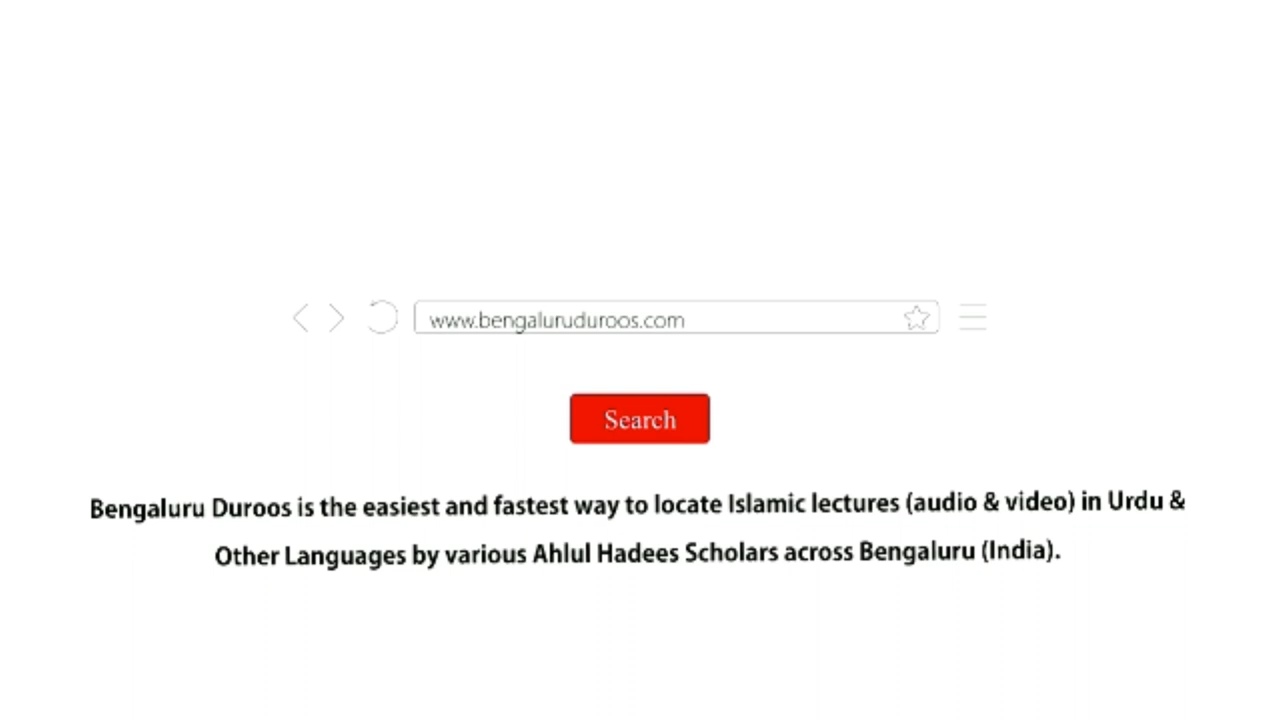 www.bengaluruduroos.com
Search
Bengaluru Duroos is the easiest and fastest way to locate Islamic lectures (audio & video) in Urdu &
Other Languages by various Ahlul Hadees Scholars across Bengaluru (India).